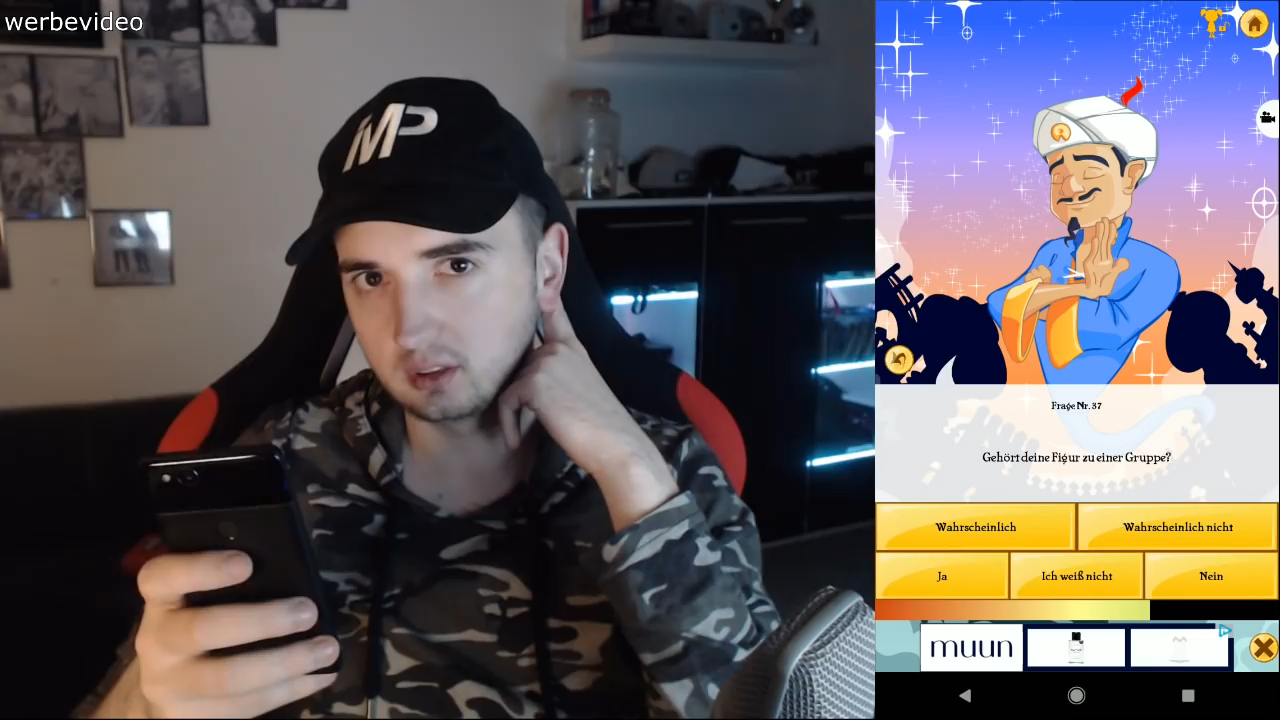 werbevideo
MP
Frage Nr. 37
Gehört deine Figur zu einer Gruppe?
Wahrscheinlich
Wahrscheinlich nicht
Ja
Ich weiß nicht
Nein
muun